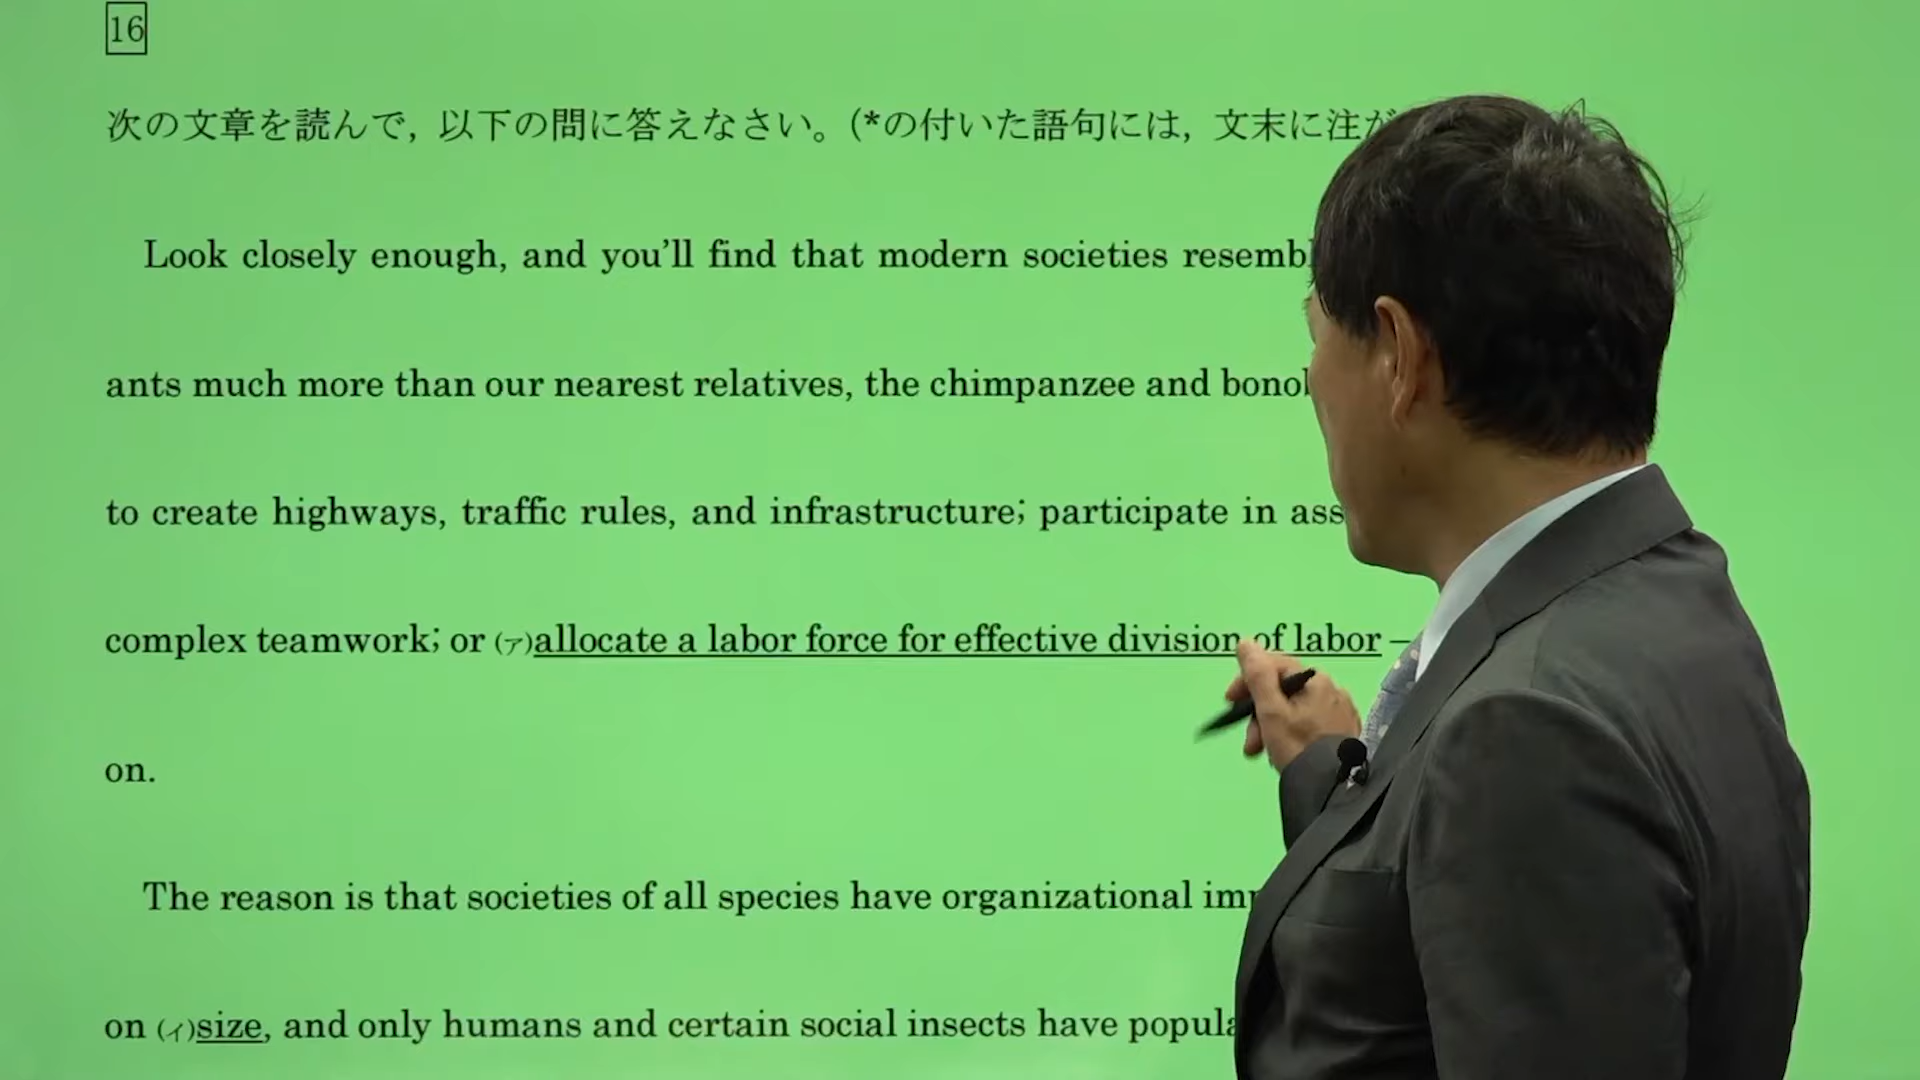 16
次の文章を読んで, 以下の問に答えなさい。(*の付いた語句には, 文末に注が
Look closely enough, and you'll find that modern societies
ants much more than our nearest relatives, the chimpanzee and
to create highways, traffic rules, and infrastructure; participate in
complex teamwork; or (ア)allocate a labor force for effective division of labor –
on.
The reason is that societies of all species have organizational
on (イ)size, and only humans and certain social insects have